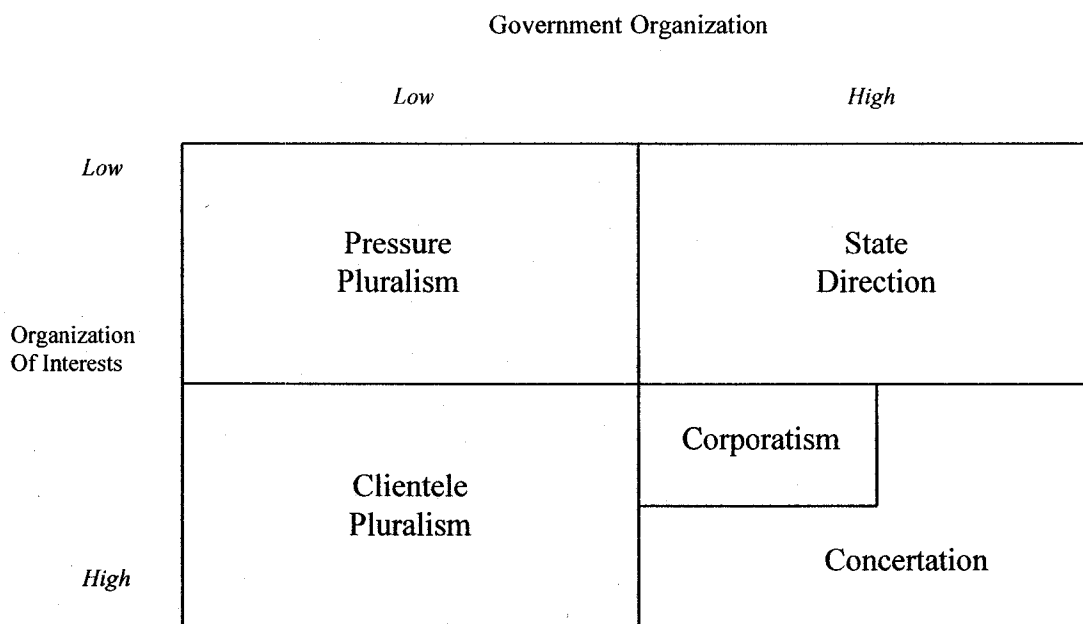 Government Organization
Low
High
Low
Pressure
Pluralism
State
Direction
Organization
Of Interests
Corporatism
Clientele
Pluralism
Concertation
High